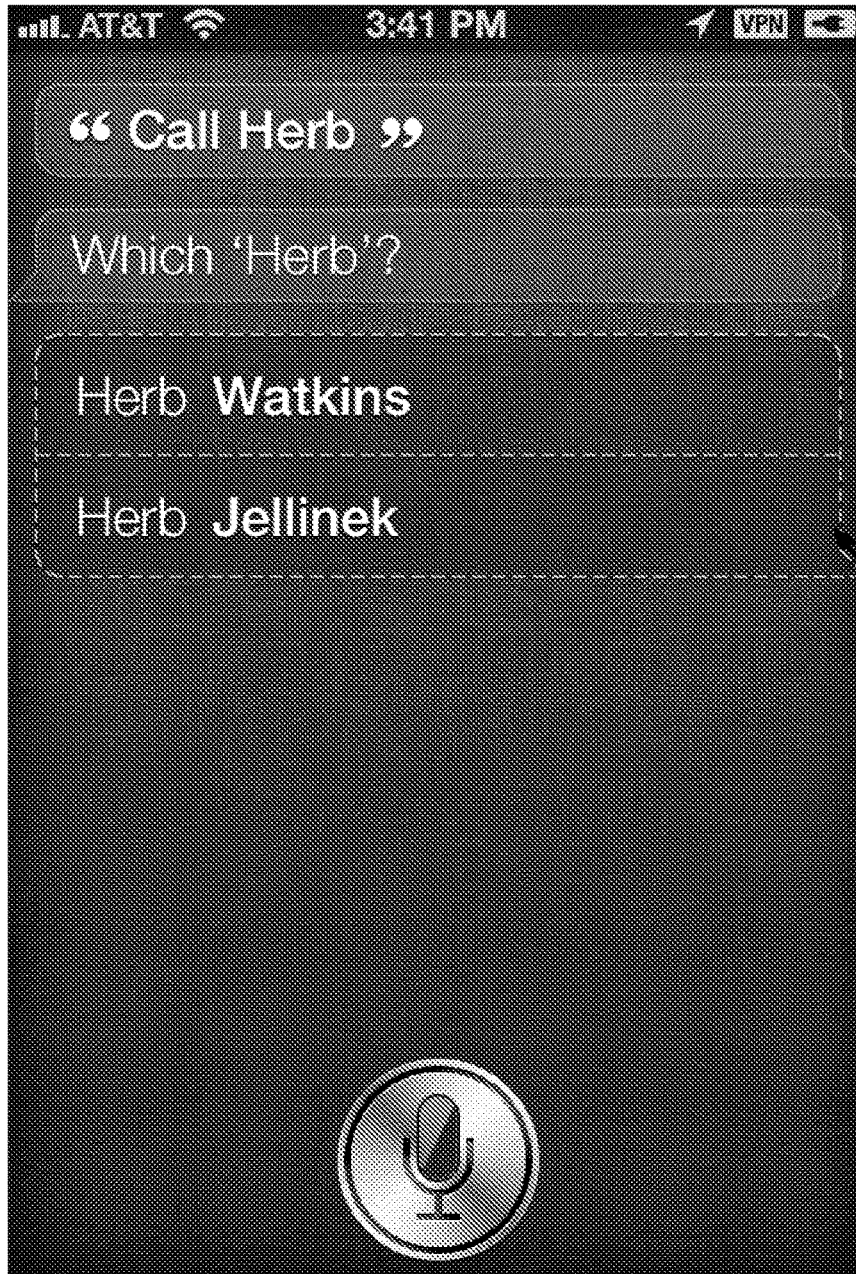 AT&T 3:41 PM VPN
“ Call Herb ”
Which ‘Herb’?
Herb Watkins
Herb Jellinek